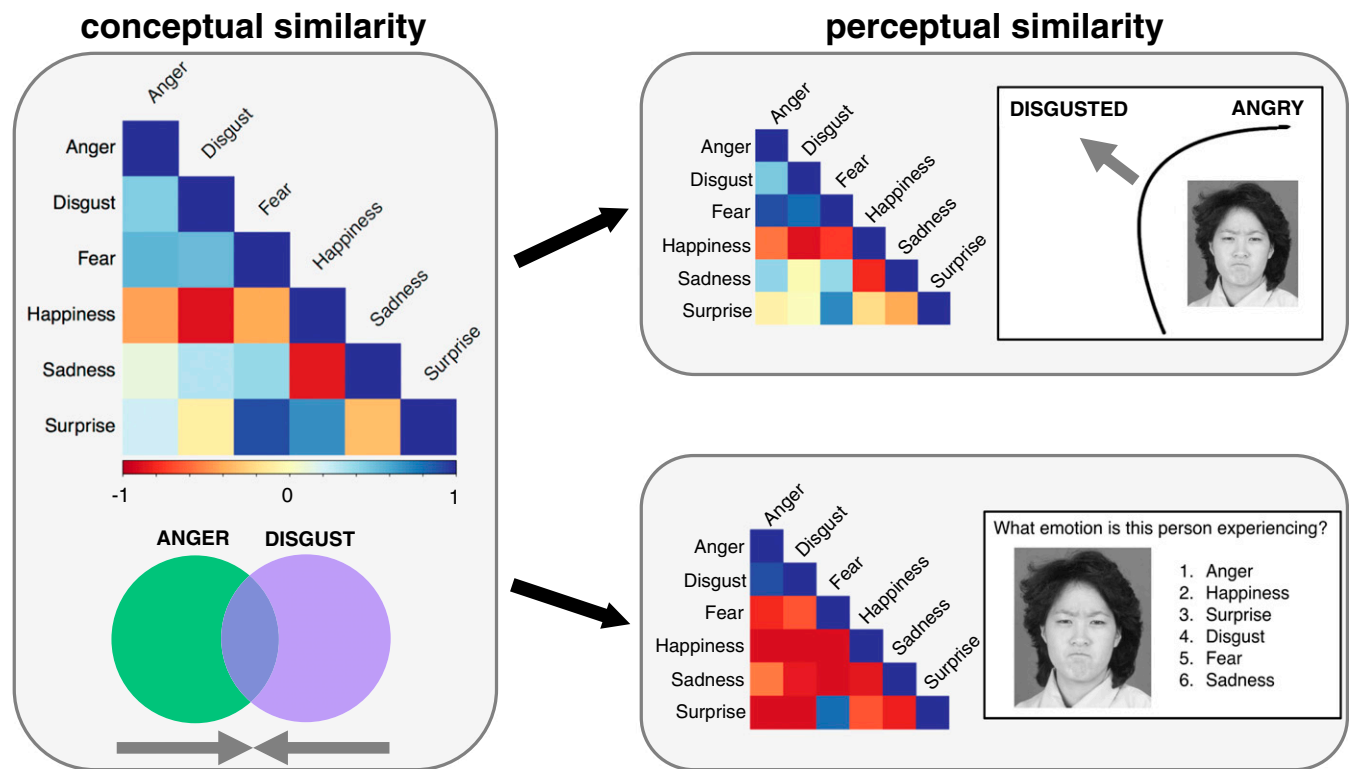 conceptual similarity
Anger
Disgust
Fear
Happiness
Sadness
Surprise
Anger
Disgust
Fear
Happiness
Sadness
Surprise
-1 0 1
ANGER DISGUST
perceptual similarity
Anger
Disgust
Fear
Happiness
Sadness
Surprise
Anger
Disgust
Fear
Happiness
Sadness
Surprise
DISGUSTED ANGRY
Anger
Disgust
Fear
Happiness
Sadness
Surprise
Anger
Disgust
Fear
Happiness
Sadness
Surprise
What emotion is this person experiencing?
1. Anger
2. Happiness
3. Surprise
4. Disgust
5. Fear
6. Sadness